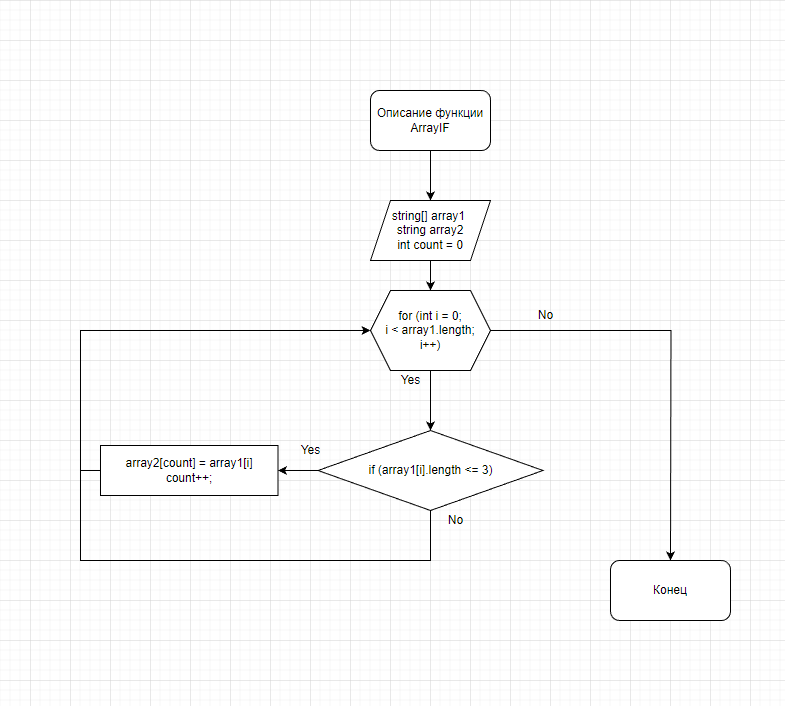 Описание функции
ArrayIF
string[] array1
string array2
int count = 0
for (int i = 0;
i < array1.length;
i++)
No
Yes
Yes
array2[count] = array1[i]
count++;
if (array1[i].length <= 3)
No
Конец